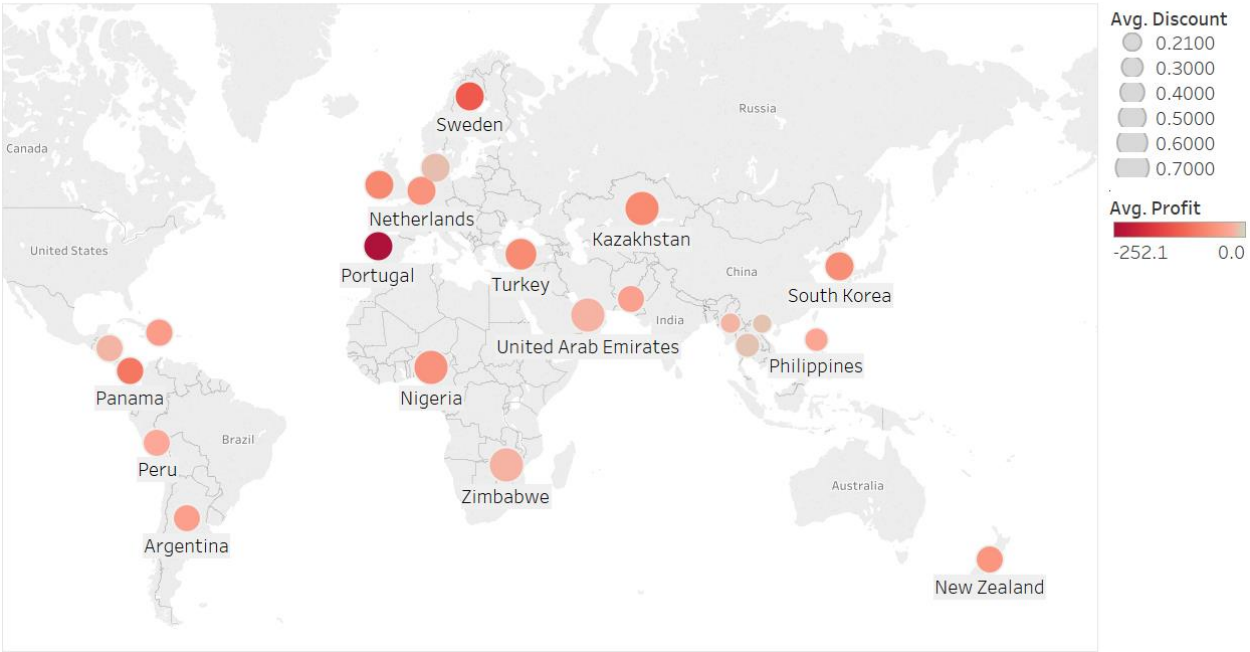 Avg. Discount
0.2100
0.3000
0.4000
0.5000
0.6000
0.7000
Avg. Profit
-252.1 0.0
Canada
Russia
Sweden
Netherlands
United States
Kazakhstan
Portugal
Turkey
China
South Korea
India
United Arab Emirates
Philippines
Panama
Nigeria
Brazil
Peru
Zimbabwe
Australia
Argentina
New Zealand